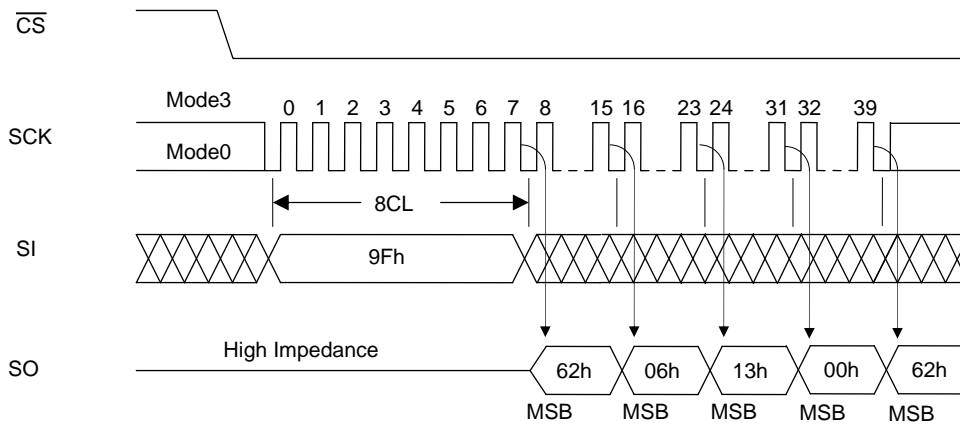 CS
Mode3
0 1 2 3 4 5 6 7 8 15 16 23 24 31 32 39
SCK
Mode0
8CL
SI
9Fh
High Impedance
SO
62h 06h 13h 00h 62h
MSB MSB MSB MSB MSB